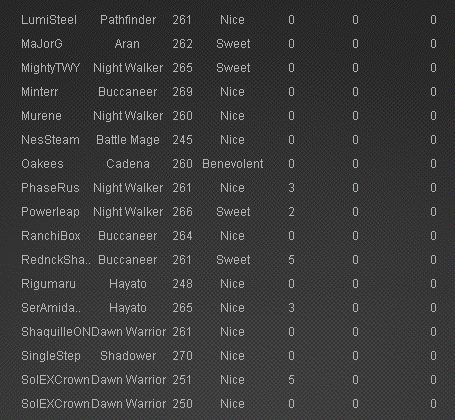 LumiSteel Pathfinder 261 Nice 0 0 0
MaJorG Aran 262 Sweet 0 0 0
MightyTWY Night Walker 265 Sweet 0 0 0
Minterr Buccaneer 269 Nice 0 0 0
Murene Night Walker 260 Nice 0 0 0
NesSteam Battle Mage 245 Nice 0 0 0
Oakees Cadena 260 Benevolent 0 0 0
PhaseRus Night Walker 261 Nice 3 0 0
Powerleap Night Walker 266 Sweet 2 0 0
RanchiBox Buccaneer 264 Nice 0 0 0
RednckSha.. Buccaneer 261 Sweet 5 0 0
Rigumaru Hayato 248 Nice 0 0 0
SerAmida.. Hayato 265 Nice 3 0 0
ShaquilleON Dawn Warrior 261 Nice 0 0 0
SingleStep Shadower 270 Nice 0 0 0
SolEXCrown Dawn Warrior 251 Nice 5 0 0
SolEXCrown Dawn Warrior 250 Nice 0 0 0